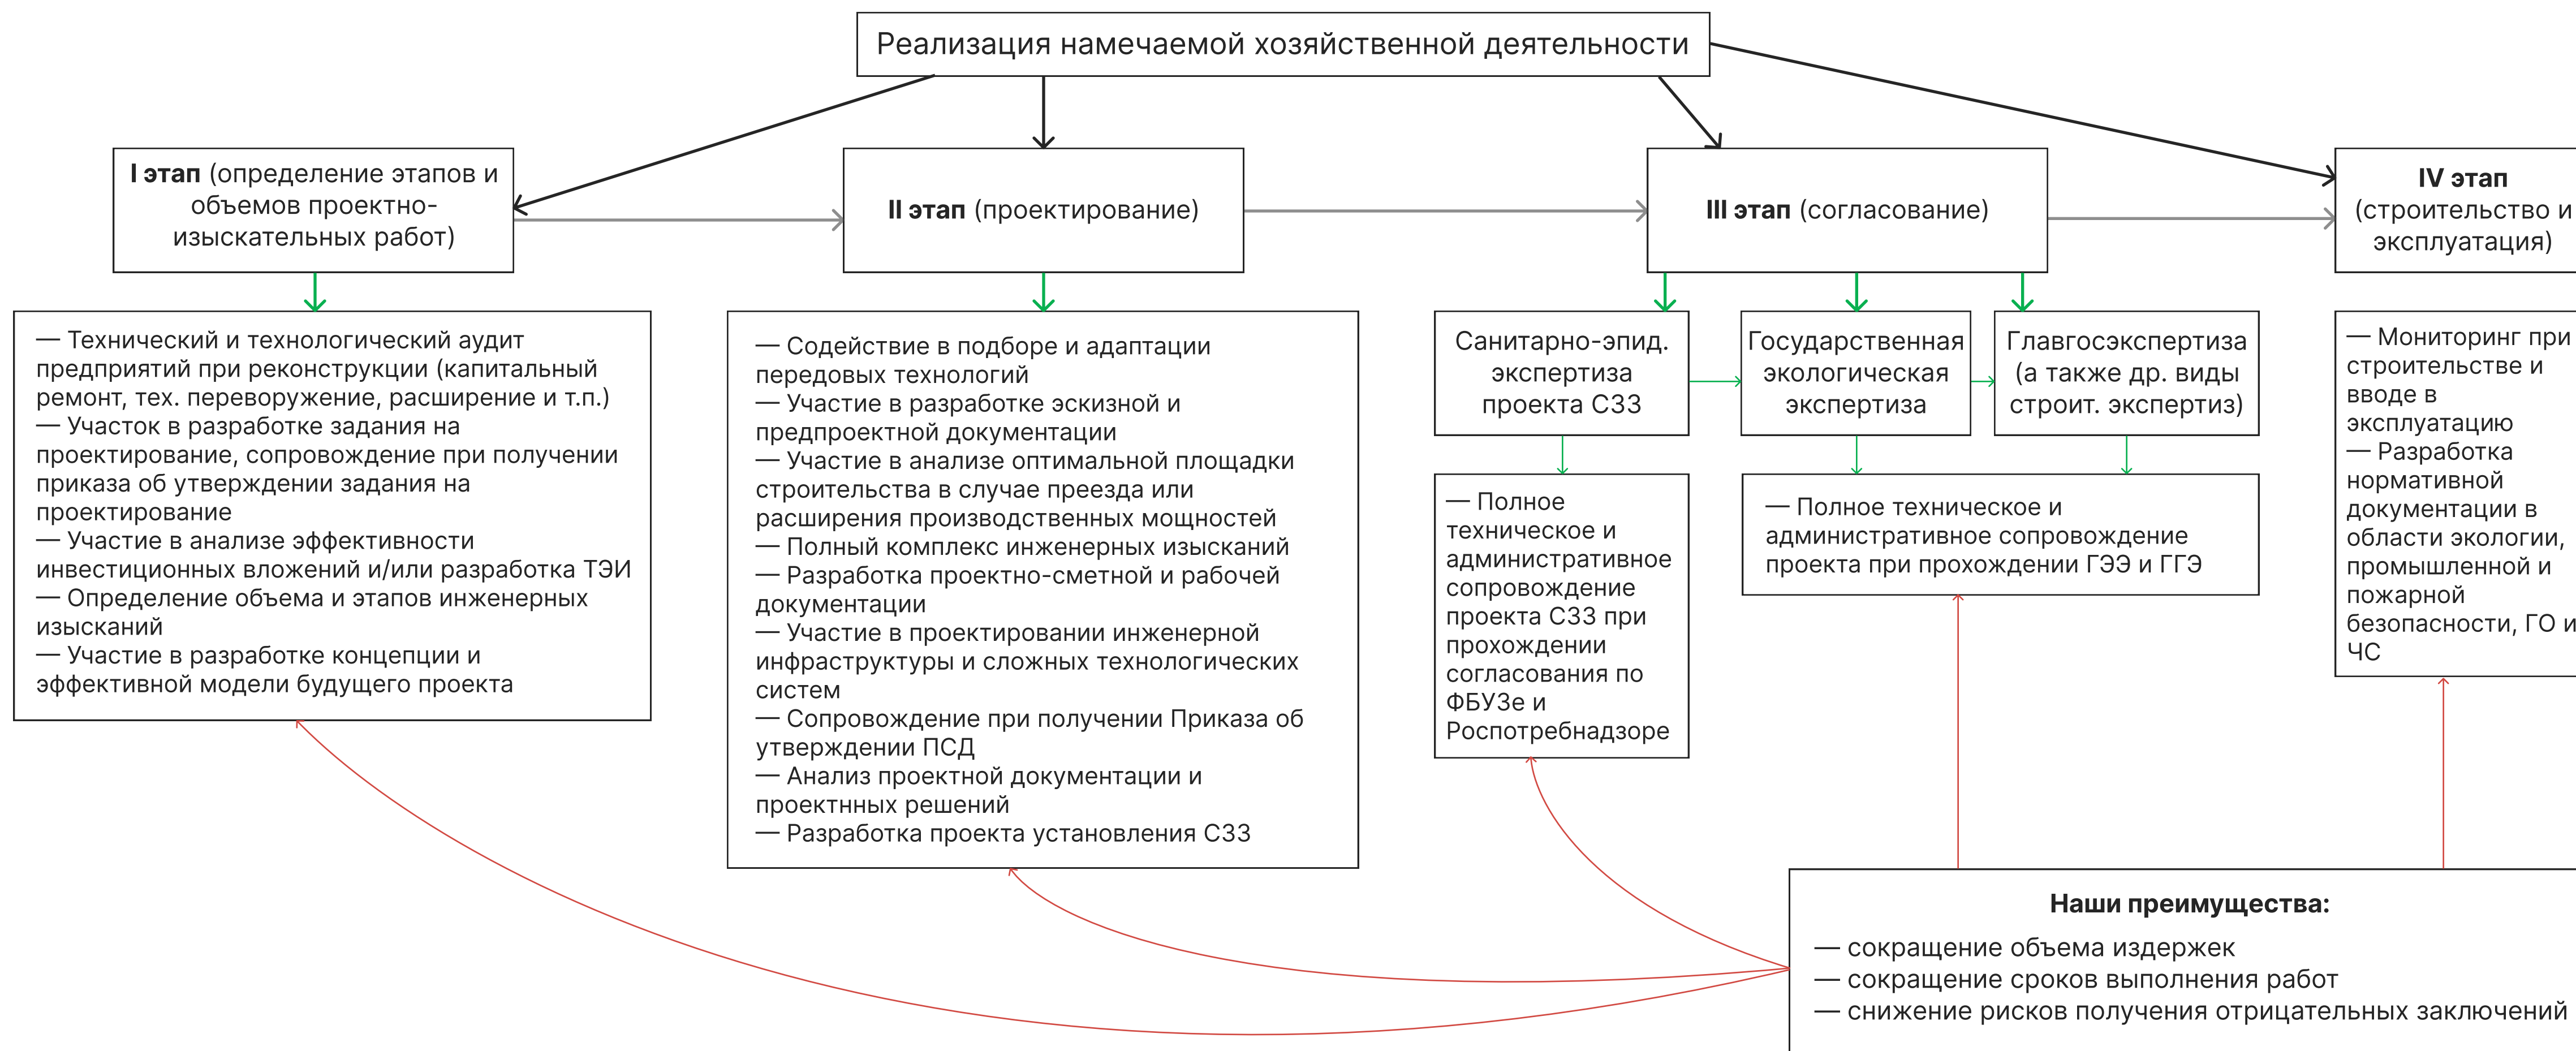 Реализация намечаемой хозяйственной деятельности
I этап (определение этапов и
объемов проектно-
изыскательных работ)
II этап (проектирование)
III этап (согласование)
IV этап
(строительство и
эксплуатация)
— Технический и технологический аудит
предприятий при реконструкции (капитальный
ремонт, тех. переворужение, расширение и т.п.)
— Участок в разработке задания на
проектирование, сопровождение при получении
приказа об утверждении задания на
проектирование
— Участие в анализе эффективности
инвестиционных вложений и/или разработка ТЭИ
— Определение объема и этапов инженерных
изысканий
— Участие в разработке концепции и
эффективной модели будущего проекта
— Содействие в подборе и адаптации
передовых технологий
— Участие в разработке эскизной и
предпроектной документации
— Участие в анализе оптимальной площадки
строительства в случае преезда или
расширения производственных мощностей
— Полный комплекс инженерных изысканий
— Разработка проектно-сметной и рабочей
документации
— Участие в проектировании инженерной
инфраструктуры и сложных технологических
систем
— Сопровождение при получении Приказа об
утверждении ПСД
— Анализ проектной документации и
проектнных решений
— Разработка проекта установления СЗЗ
Санитарно-эпид.
экспертиза
проекта СЗЗ
Государственная
экологическая
экспертиза
Главгосэкспертиза
(а также др. виды
строит. экспертиз)
— Полное
техническое и
административное
сопровождение
проекта СЗЗ при
прохождении
согласования по
ФБУЗе и
Роспотребнадзоре
— Полное техническое и
административное сопровождение
проекта при прохождении ГЭЭ и ГГЭ
— Мониторинг при
строительстве и
вводе в
эксплуатацию
— Разработка
нормативной
документации в
области экологии,
промышленной и
пожарной
безопасности, ГО и
ЧС
Наши преимущества:
— сокращение объема издержек
— сокращение сроков выполнения работ
— снижение рисков получения отрицательных заключений